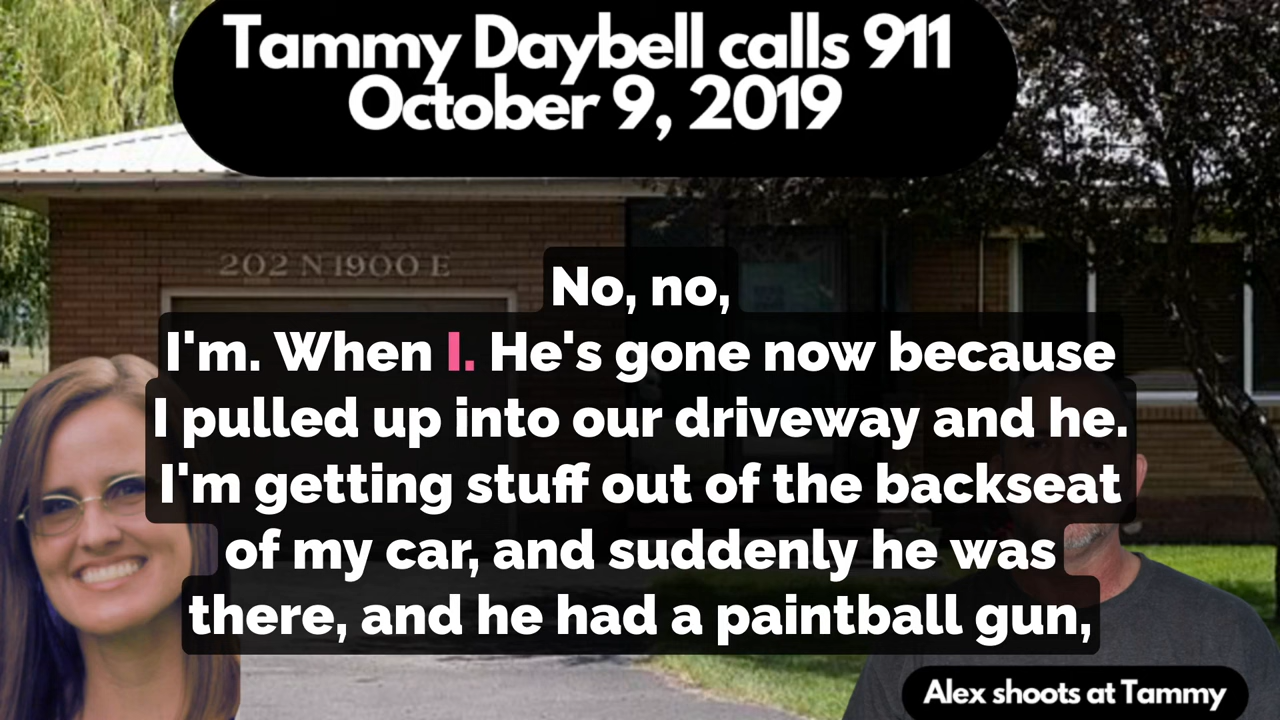 Tammy Daybell calls 911
October 9, 2019
202 N 1900 E
No, no,
I'm. When I. He's gone now because
I pulled up into our driveway and he.
I'm getting stuff out of the backseat
of my car, and suddenly he was
there, and he had a paintball gun,
Alex shoots at Tammy